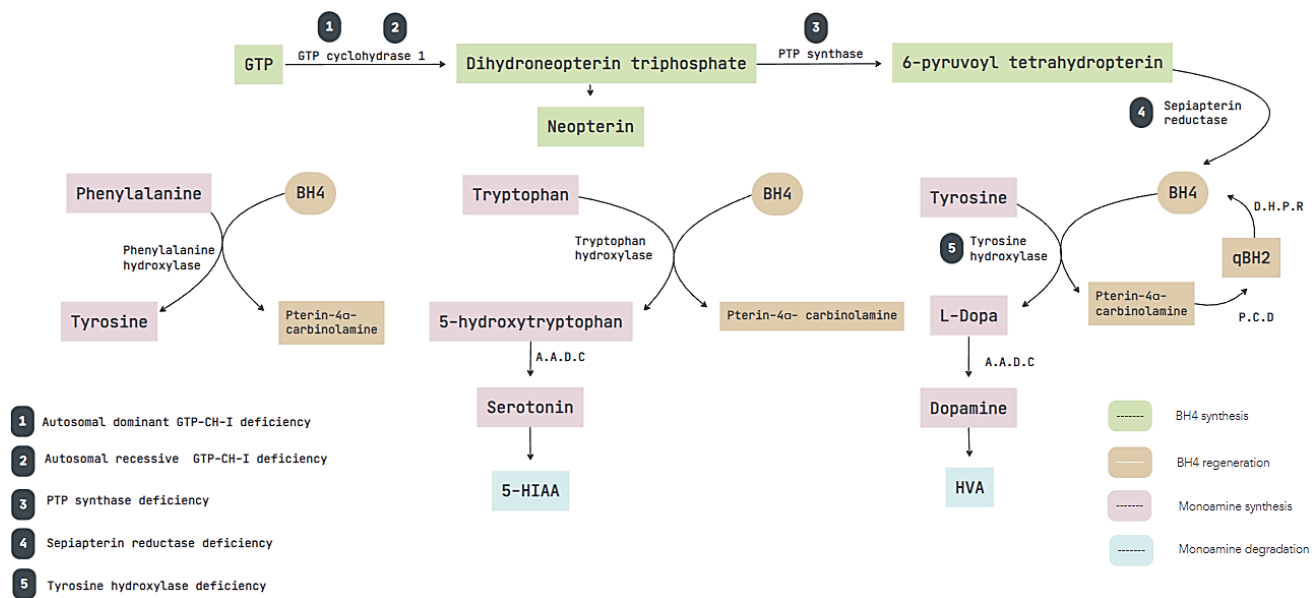 1
2
3
GTP
GTP cyclohydrase 1
Dihydroneopterin triphosphate
PTP synthase
6-pyruvoyl tetrahydropterin
Neopterin
4
Sepiapterin
reductase
Phenylalanine
BH4
Phenylalanine
hydroxylase
Tyrosine
Pterin-4α-
carbinolamine
Tryptophan
BH4
Tryptophan
hydroxylase
5-hydroxytryptophan
Pterin-4α- carbinolamine
A.A.D.C
Serotonin
5-HIAA
Tyrosine
BH4
D.H.P.R
5
Tyrosine
hydroxylase
qBH2
L-Dopa
Pterin-4α-
carbinolamine
P.C.D
A.A.D.C
Dopamine
HVA
1 Autosomal dominant GTP-CH-I deficiency
2 Autosomal recessive GTP-CH-I deficiency
3 PTP synthase deficiency
4 Sepiapterin reductase deficiency
5 Tyrosine hydroxylase deficiency
------- BH4 synthesis
------- BH4 regeneration
------- Monoamine synthesis
------- Monoamine degradation